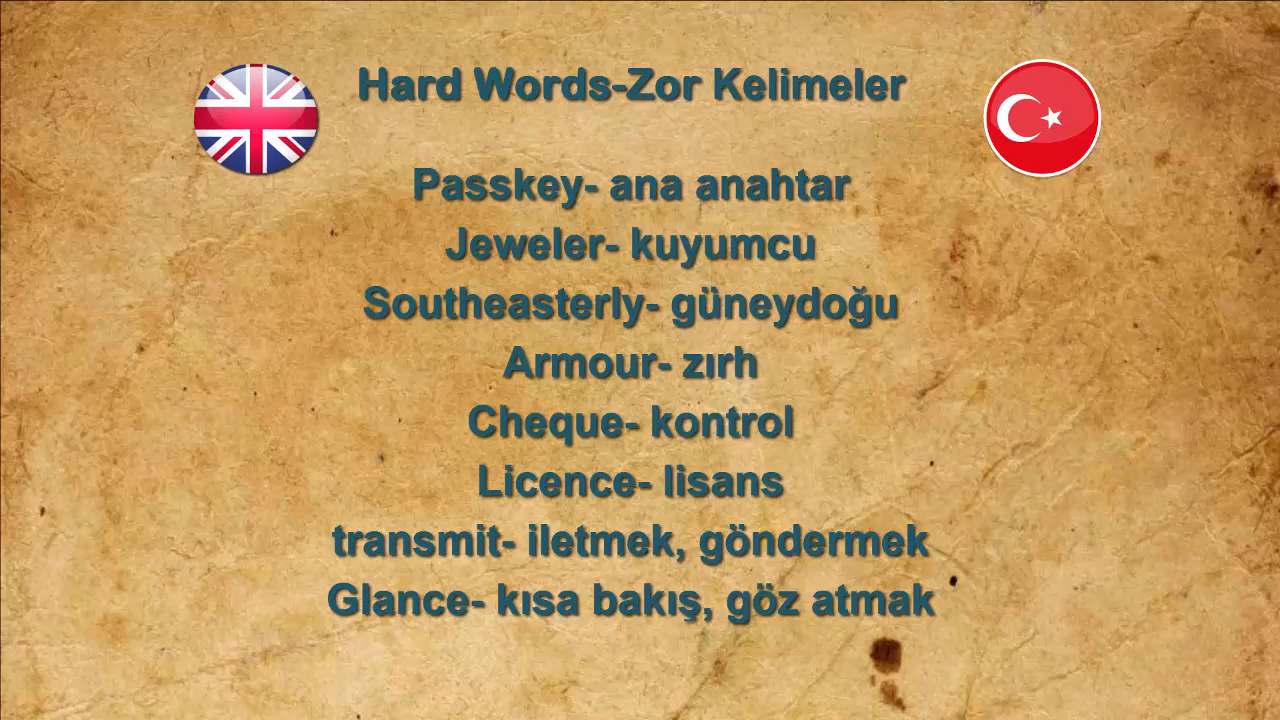 Hard Words-Zor Kelimeler
Passkey- ana anahtar
Jeweler- kuyumcu
Southeasterly- güneydoğu
Armour- zırh
Cheque- kontrol
Licence- lisans
transmit- iletmek, göndermek
Glance- kısa bakış, göz atmak